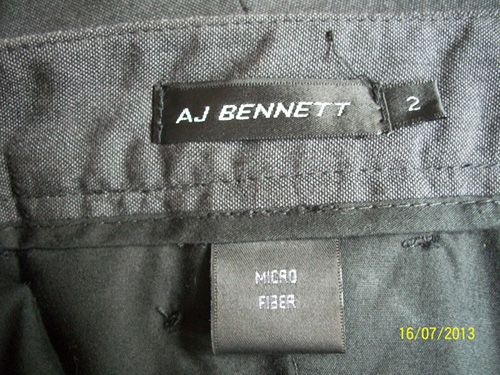 AJ BENNETT
2
MICRO
FIBER
16/07/2013